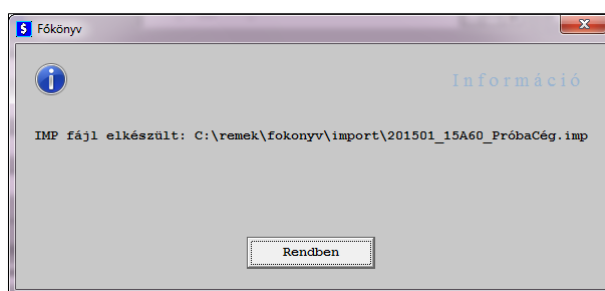 $ Főkönyv
Információ
IMP fájl elkészült: C:\remek\fokonyv\import\201501_15A60_PróbaCég.imp
Rendben